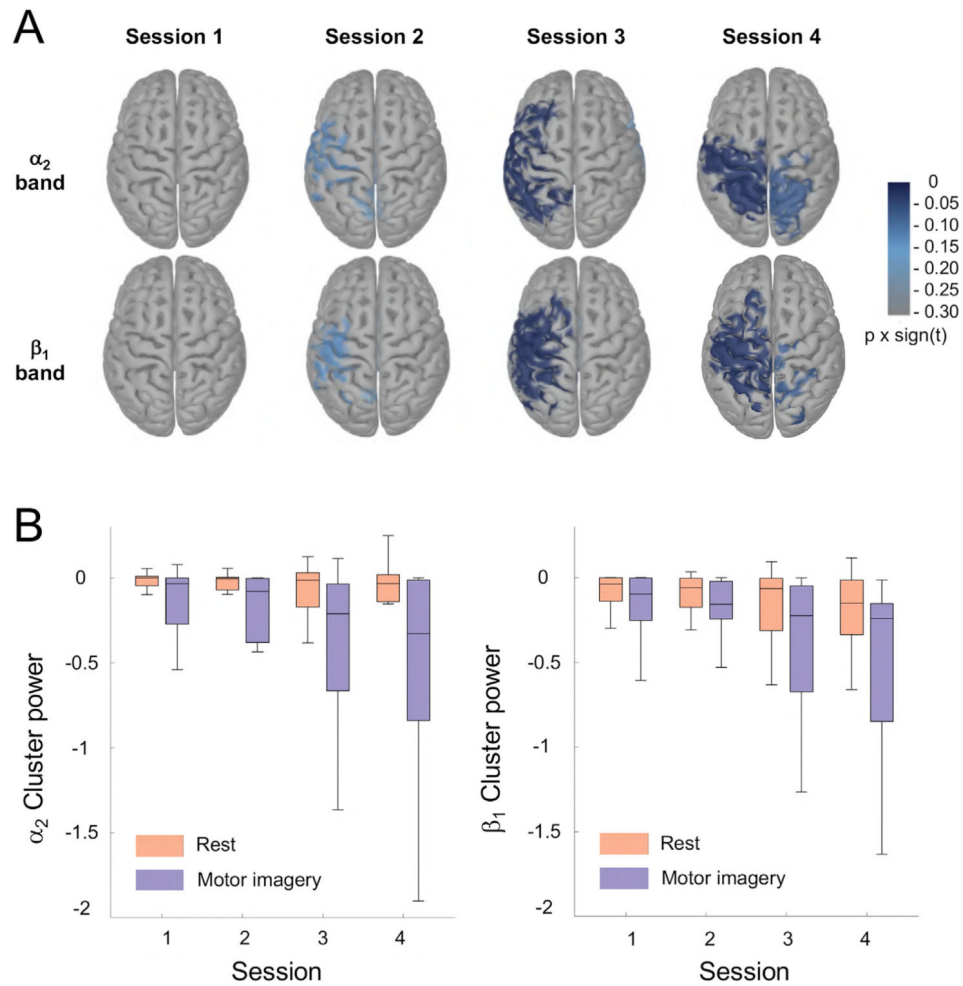 A
Session 1
Session 2
Session 3
Session 4
α2
band
β1
band
0
- 0.05
- 0.10
- 0.15
- 0.20
- 0.25
- 0.30
p x sign(t)
B
α2 Cluster power
0
-0.5
-1
-1.5
-2
Rest
Motor imagery
1 2 3 4
Session
β1 Cluster power
0
-0.5
-1
-1.5
-2
Rest
Motor imagery
1 2 3 4
Session